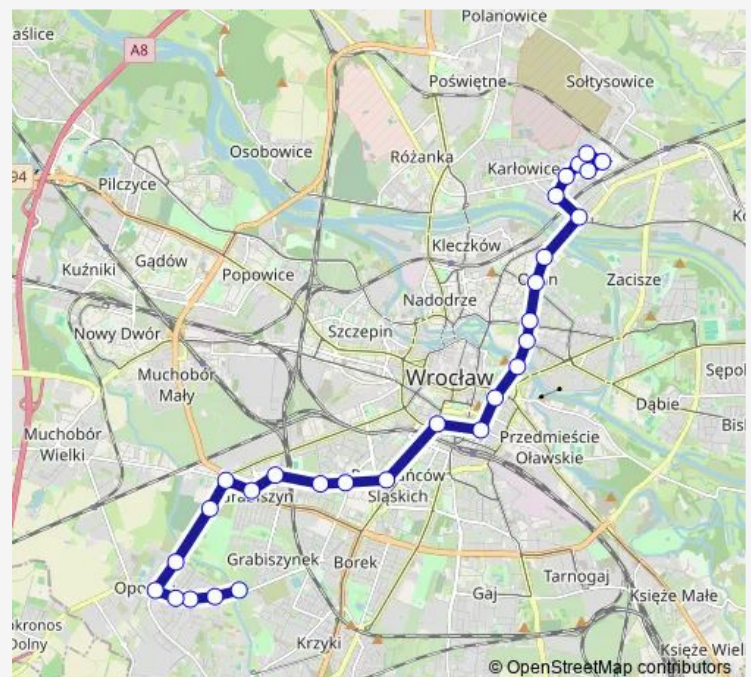 Polanowice
aślice
A8
Poświętne
Sołtysowice
Osobowice
Różanka
Karłowice
94
Pilczyce
Kleczków
Kuźniki
Gądów
Popowice
Zacisze
Nadodrze
Nowy Dwór
Szczepin
Muchobór
Mały
Wrocław
Sępol
Dąbie
Muchobór
Wielki
Przedmieście
Oławskie
Bis
Śląskich
Grabiszynek
Borek
Tarnogaj
Gaj
Księże Małe
okronos
Dolny
Krzyki
Księże Wiel
© OpenStreetMap contributors